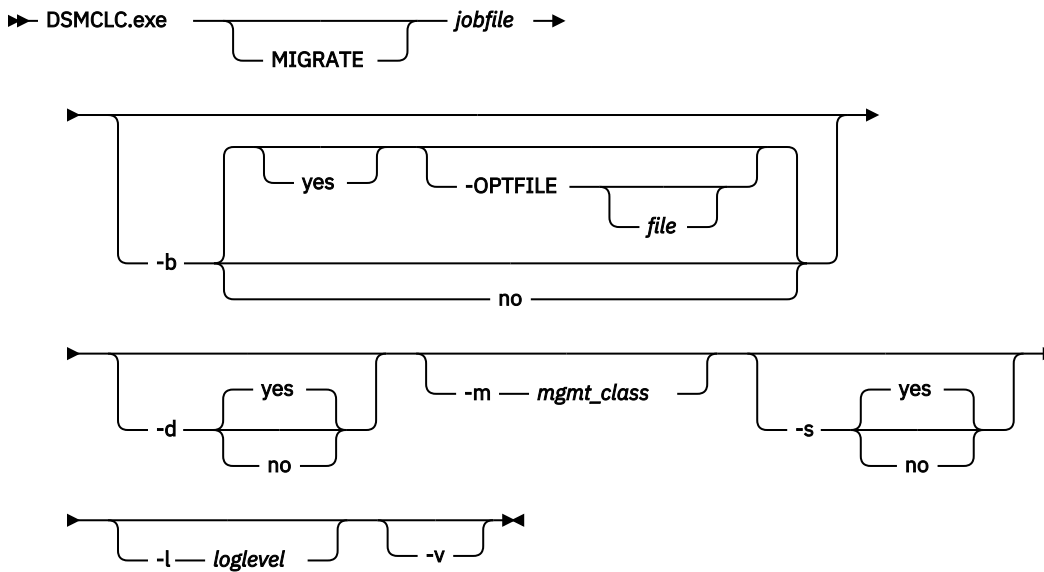 DSMCLC.exe MIGRATE jobfile
yes -OPTFILE file
-b
no
-d yes no -m mgmt_class -s yes no
-l loglevel -v